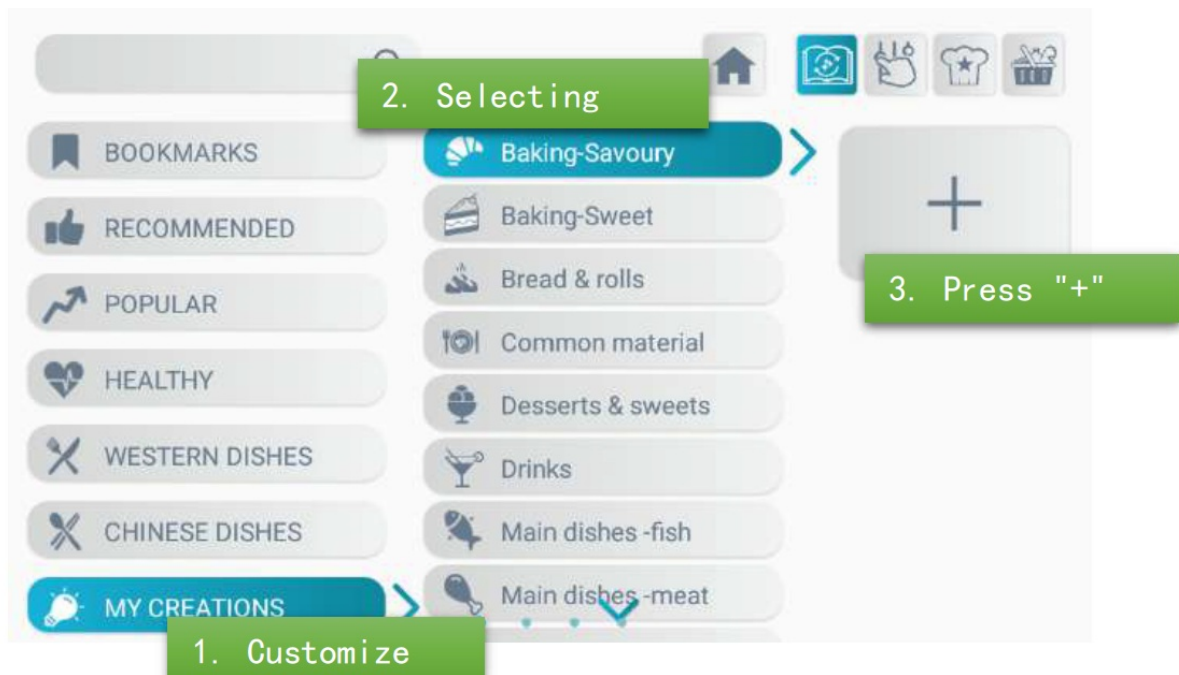 2. Selecting
BOOKMARKS
RECOMMENDED
POPULAR
HEALTHY
WESTERN DISHES
CHINESE DISHES
MY CREATIONS
1. Customize
Baking-Savoury
Baking-Sweet
Bread & rolls
Common material
Desserts & sweets
Drinks
Main dishes -fish
Main dishes -meat
+
3. Press "+"